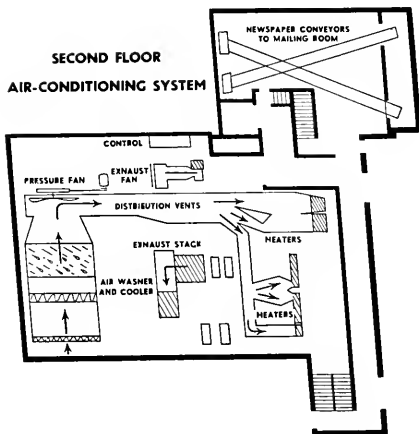 NEWSPAPER CONVEYORS
TO MAILING ROOM
SECOND FLOOR
AIR-CONDITIONING SYSTEM
CONTROL
EXHAUST
FAN
PRESSURE FAN
DISTRIBUTION VENTS
EXHAUST STACK
HEATERS
AIR WASHER
AND COOLER
HEATERS